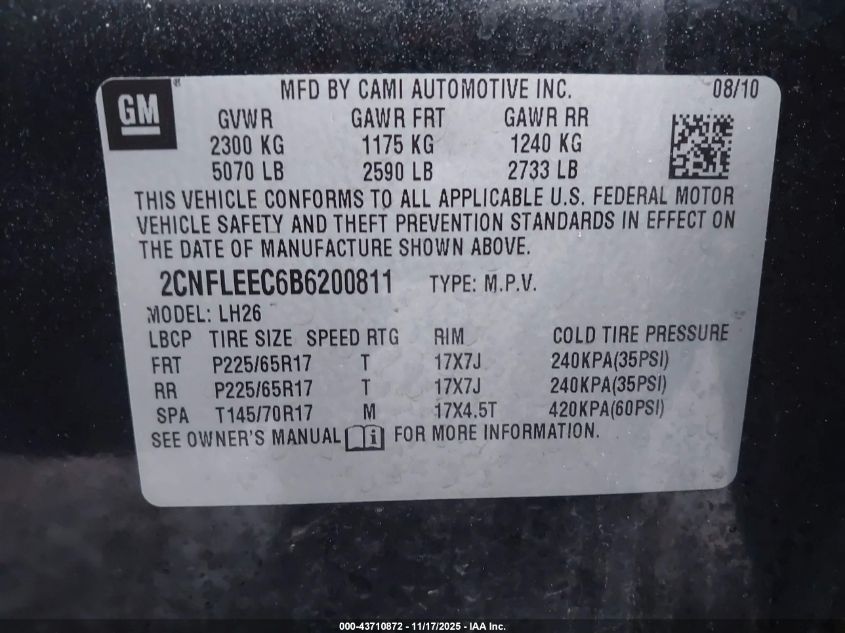 GM® MFD BY CAMI AUTOMOTIVE INC. 08/10
GVWR GAWR FRT GAWR RR
2300 KG 1175 KG 1240 KG
5070 LB 2590 LB 2733 LB
THIS VEHICLE CONFORMS TO ALL APPLICABLE U.S. FEDERAL MOTOR
VEHICLE SAFETY AND THEFT PREVENTION STANDARDS IN EFFECT ON
THE DATE OF MANUFACTURE SHOWN ABOVE.
2CNFLEEC6B6200811 TYPE: M.P.V.
MODEL: LH26
LBCP TIRE SIZE SPEED RTG RIM COLD TIRE PRESSURE
FRT P225/65R17 T 17X7J 240KPA(35PSI)
RR P225/65R17 T 17X7J 240KPA(35PSI)
SPA T145/70R17 M 17X4.5T 420KPA(60PSI)
SEE OWNER'S MANUAL i FOR MORE INFORMATION.
000-43710872 - 11/17/2025 - IAA Inc.